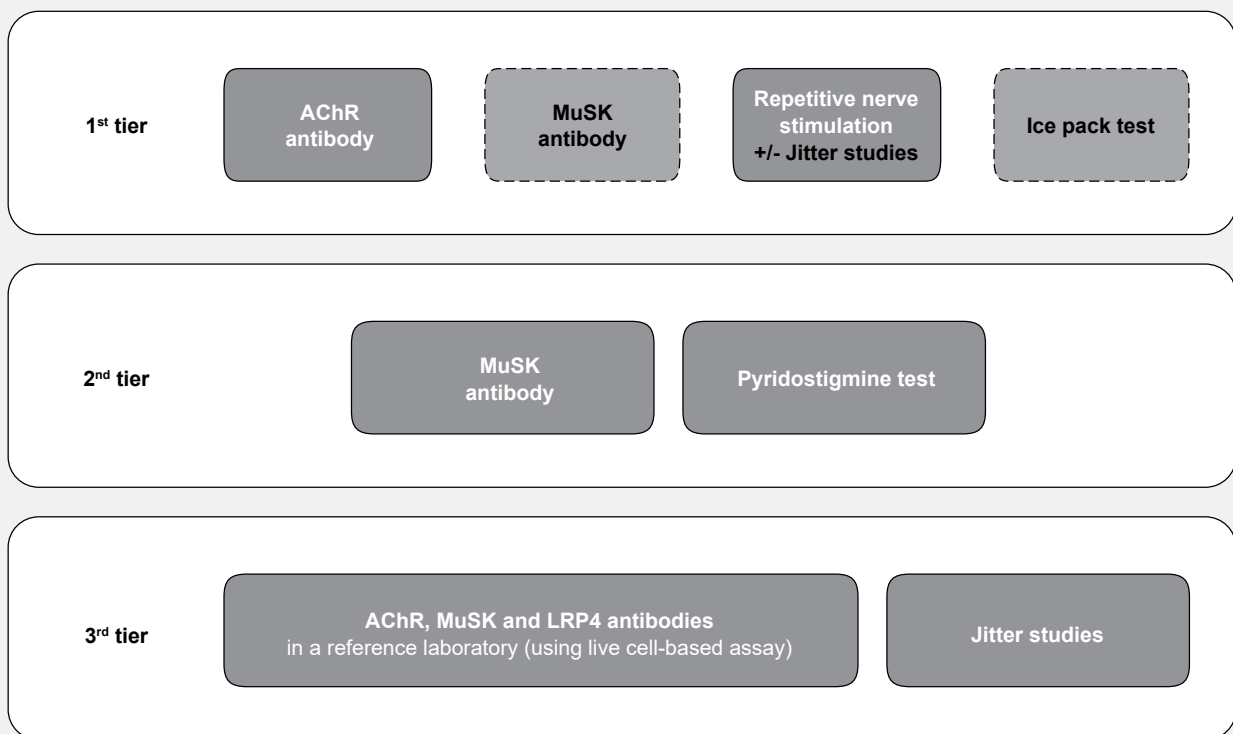 1st tier
AChR
antibody
MuSK
antibody
Repetitive nerve
stimulation
+/- Jitter studies
Ice pack test
2nd tier
MuSK
antibody
Pyridostigmine test
3rd tier
AChR, MuSK and LRP4 antibodies
in a reference laboratory (using live cell-based assay)
Jitter studies